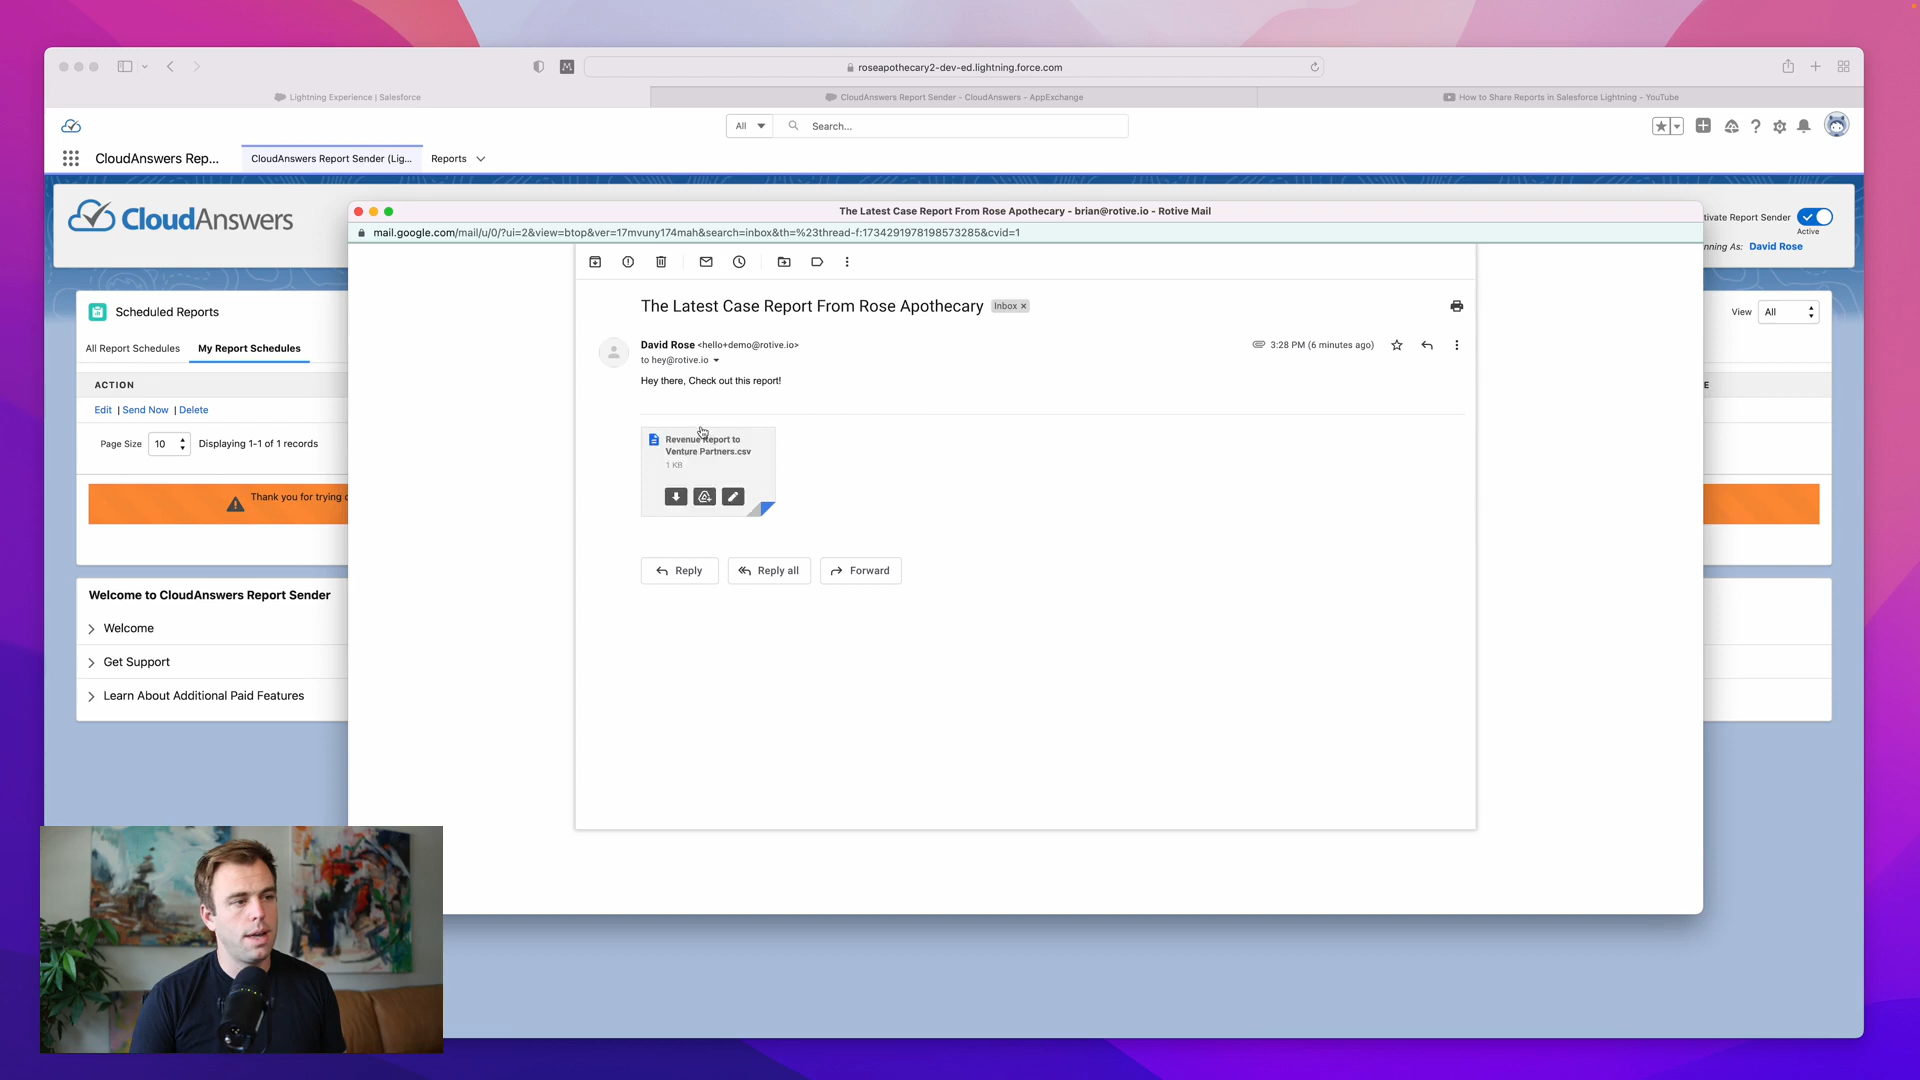 roseapothecary2-dev-ed.lightning.force.com
Lightning Experience | Salesforce
CloudAnswers Report Sender - CloudAnswers - AppExchange
How to Share Reports in Salesforce Lightning - YouTube
All
Search...
CloudAnswers Rep...
CloudAnswers Report Sender (Lig...
Reports
CloudAnswers
The Latest Case Report From Rose Apothecary - brian@rotive.io - Rotive Mail
mail.google.com/mail/u/0/?ui=2&view=btop&ver=17mvuny174mah&search=inbox&th=%23thread-f:1734291978198573285&cvid=1
tivate Report Sender
Active
nning As: David Rose
The Latest Case Report From Rose Apothecary
Inbox ×
David Rose <hello+demo@rotive.io>
3:28 PM (6 minutes ago)
to hey@rotive.io
Hey there, Check out this report!
Revenue Report to
Venture Partners.csv
1 KB
Reply
Reply all
Forward
Scheduled Reports
View All
All Report Schedules
My Report Schedules
ACTION
E
Edit | Send Now | Delete
Page Size 10 Displaying 1-1 of 1 records
Thank you for trying
Welcome to CloudAnswers Report Sender
Welcome
Get Support
Learn About Additional Paid Features